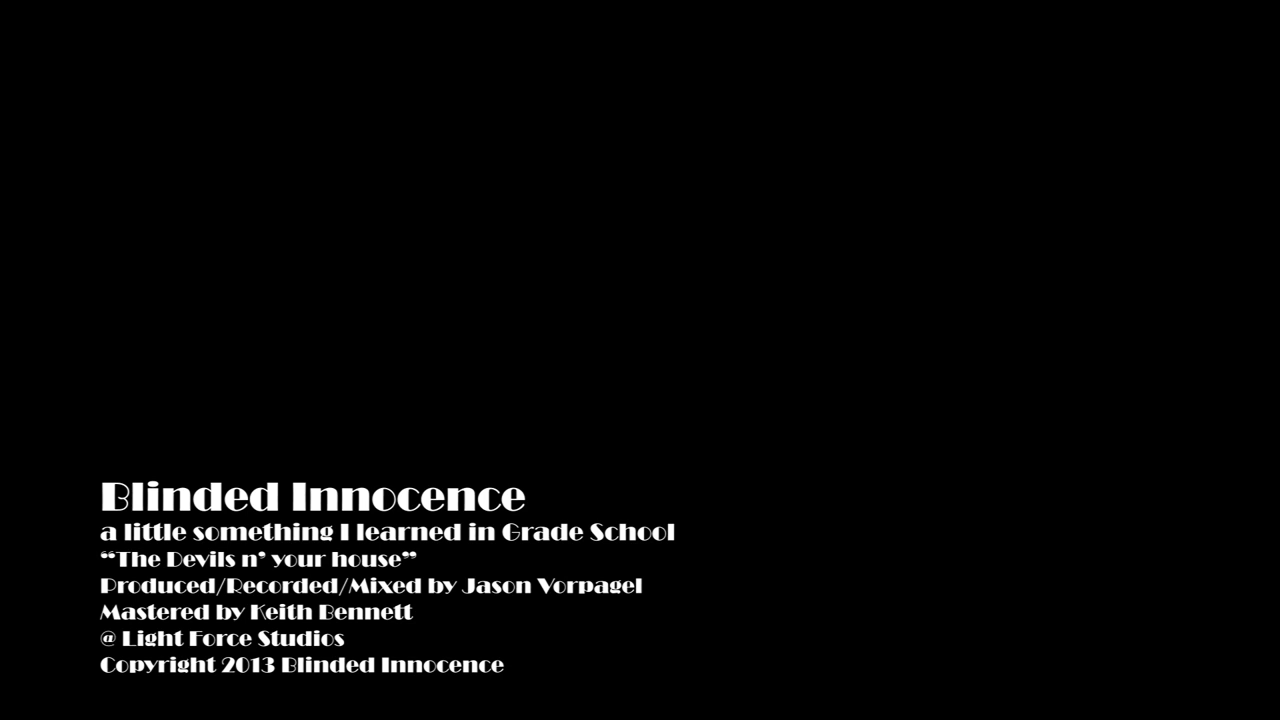 Blinded Innocence
a little something I learned in Grade School
“The Devils n’ your house”
Produced/Recorded/Mixed by Jason Vorpagel
Mastered by Keith Bennett
@ Light Force Studios
Copyright 2013 Blinded Innocence